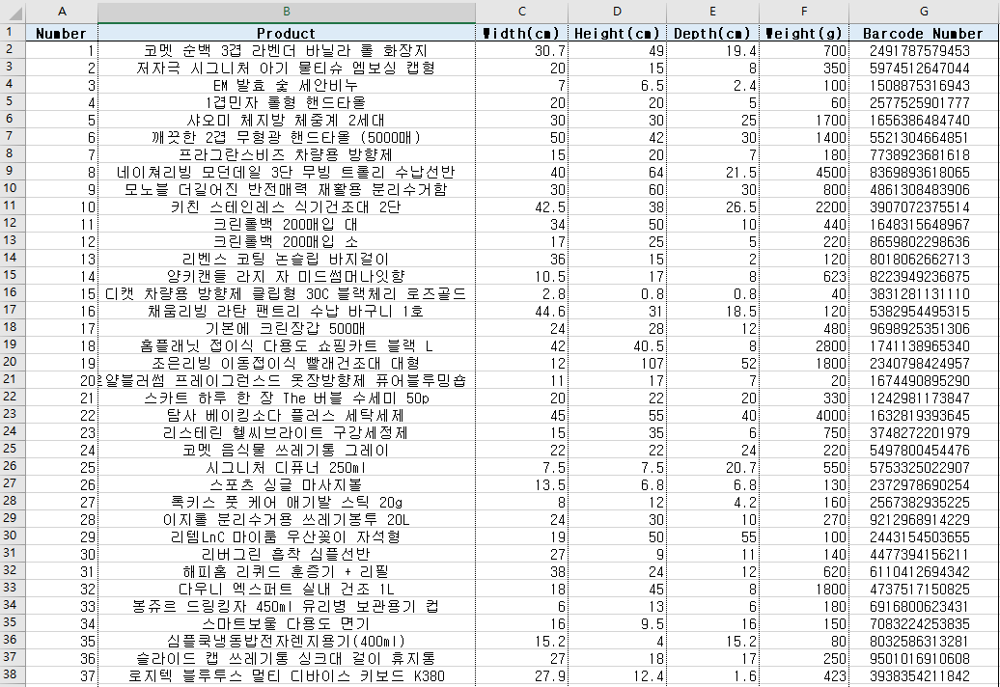 A B C D E F G
1 Number Product Width(cm) Height(cm) Depth(cm) Weight(g) Barcode Number
2 1 코멧 순백 3겹 라벤더 바닐라 롤 화장지 30.7 49 19.4 700 2491787579453
3 2 저자극 시그니처 아기 물티슈 엠보싱 캡형 20 15 8 350 5974512647044
4 3 EM 발효 숯 세안비누 7 6.5 2.4 100 1508875316943
5 4 1겹민자 롤형 핸드타올 20 20 5 60 2577525901777
6 5 샤오미 체지방 체중계 2세대 30 30 25 1700 1656386484740
7 6 깨끗한 2겹 무형광 핸드타올 (5000매) 50 42 30 1400 5521304664851
8 7 프라그란스비즈 차량용 방향제 15 20 7 180 7738923681618
9 8 네이쳐리빙 모던데일 3단 무빙 트롤리 수납선반 40 64 21.5 4500 8369893618065
10 9 모노블 더길어진 반전매력 재활용 분리수거함 30 60 30 800 4861308483906
11 10 키친 스테인레스 식기건조대 2단 42.5 38 26.5 2200 3907072375514
12 11 크린롤백 200매입 대 34 50 10 440 1648315648967
13 12 크린롤백 200매입 소 17 25 5 220 8659802298636
14 13 리벤스 코팅 논슬립 바지걸이 36 15 2 120 8018062662713
15 14 양키캔들 라지 자 미드썸머나잇향 10.5 17 8 623 8223949236875
16 15 디캣 차량용 방향제 클립형 30C 블랙체리 로즈골드 2.8 0.8 0.8 40 3831281131110
17 16 채움리빙 라탄 팬트리 수납 바구니 1호 44.6 31 18.5 120 5382954495315
18 17 기본에 크린장갑 500매 24 28 12 480 9698925351306
19 18 홈플래닛 접이식 다용도 쇼핑카트 블랙 L 42 40.5 8 2800 1741138965340
20 19 조은리빙 이동접이식 빨래건조대 대형 12 107 52 1800 2340798424957
21 20 프레이그런스드 옷장방향제 퓨어블루밍숍 11 17 7 20 1674490895290
22 21 스카트 하루 한 장 The 버블 수세미 50p 20 22 20 330 1242981173847
23 22 탐사 베이킹소다 플러스 세탁세제 45 55 40 4000 1632819393645
24 23 리스테린 헬씨브라이트 구강세정제 15 35 6 750 3748272201979
25 24 코멧 음식물 쓰레기통 그레이 22 22 24 220 5497800454476
26 25 시그니처 디퓨너 250ml 7.5 7.5 20.7 550 5753325022907
27 26 스포츠 싱글 마사지볼 13.5 6.8 6.8 130 2372978690254
28 27 록키스 풋 케어 애기발 스틱 20g 8 12 4.2 160 2567382935225
29 28 이지롤 분리수거용 쓰레기봉투 20L 24 30 10 270 9212968914229
30 29 리템LnC 마이룸 우산꽂이 자석형 19 50 55 100 2443154503655
31 30 리버그린 흡착 심플선반 27 9 11 140 4477394156211
32 31 해피홈 리퀴드 훈증기 + 리필 38 24 12 620 6110412694342
33 32 다우니 엑스퍼트 실내 건조 1L 18 45 8 1800 4737517150825
34 33 봉쥬르 드링킹자 450ml 유리병 보관용기 컵 6 13 6 180 6916800623431
35 34 스마트보울 다용도 면기 16 9.5 16 150 7083224253835
36 35 심플쿡냉동밥전자렌지용기(400ml) 15.2 4 15.2 80 8032586313281
37 36 슬라이드 캡 쓰레기통 싱크대 걸이 휴지통 27 18 17 250 9501016910608
38 37 로지텍 블루투스 멀티 디바이스 키보드 K380 27.9 12.4 1.6 423 3938354211842